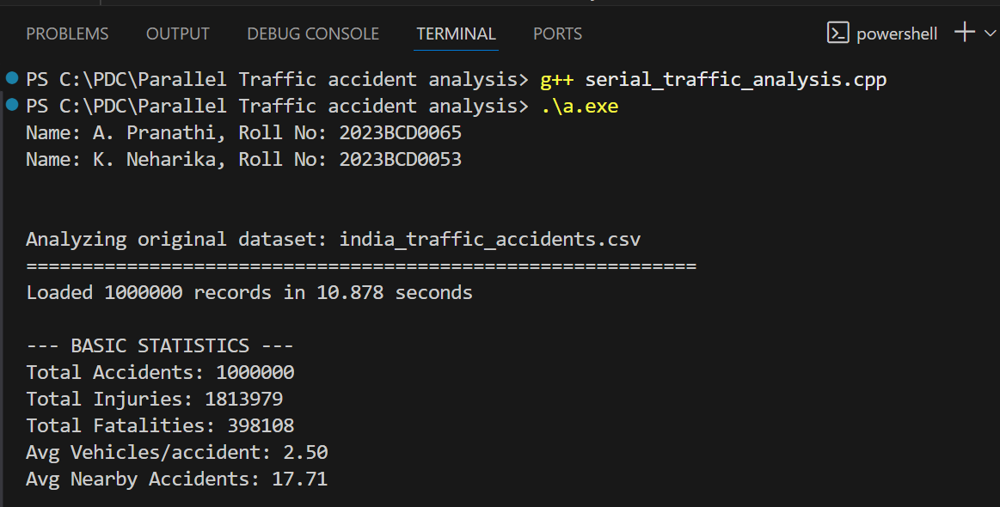 PROBLEMS OUTPUT DEBUG CONSOLE TERMINAL PORTS powershell
PS C:\PDC\Parallel Traffic accident analysis> g++ serial_traffic_analysis.cpp
PS C:\PDC\Parallel Traffic accident analysis> .\a.exe
Name: A. Pranathi, Roll No: 2023BCD0065
Name: K. Neharika, Roll No: 2023BCD0053
Analyzing original dataset: india_traffic_accidents.csv
============================================================
Loaded 1000000 records in 10.878 seconds
--- BASIC STATISTICS ---
Total Accidents: 1000000
Total Injuries: 1813979
Total Fatalities: 398108
Avg Vehicles/accident: 2.50
Avg Nearby Accidents: 17.71